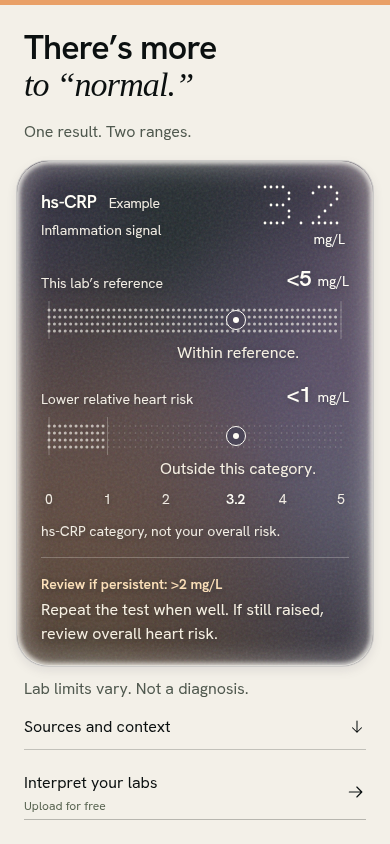 There’s more
to “normal.”
One result. Two ranges.
hs-CRP Example
3.2
Inflammation signal
mg/L
This lab’s reference
<5 mg/L
Within reference.
Lower relative heart risk
<1 mg/L
Outside this category.
0 1 2 3.2 4 5
hs-CRP category, not your overall risk.
Review if persistent: >2 mg/L
Repeat the test when well. If still raised,
review overall heart risk.
Lab limits vary. Not a diagnosis.
Sources and context
Interpret your labs
Upload for free